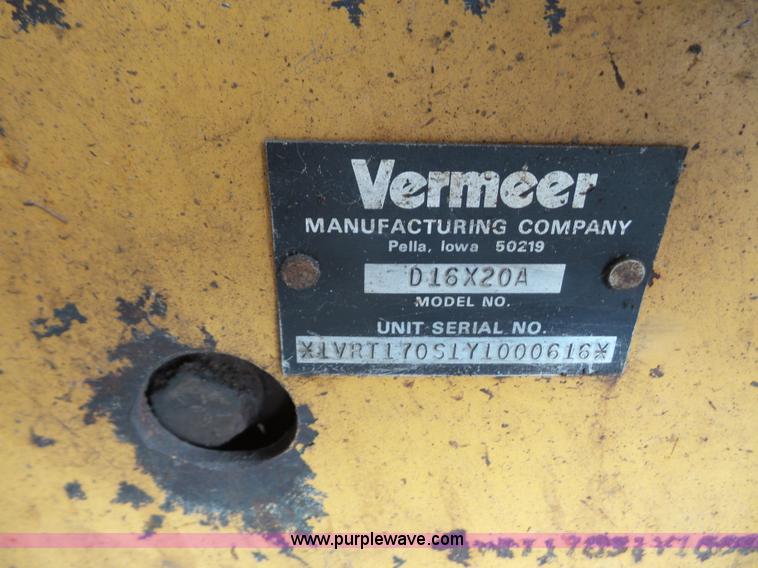 Vermeer
MANUFACTURING COMPANY
Pella, Iowa 50219
D16X20A
MODEL NO.
UNIT SERIAL NO.
*1VRT170S1Y1000616*
www.purplewave.com